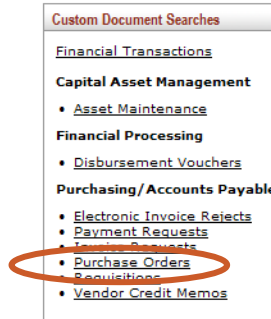 Custom Document Searches
Financial Transactions
Capital Asset Management
• Asset Maintenance
Financial Processing
• Disbursement Vouchers
Purchasing/Accounts Payable
• Electronic Invoice Rejects
• Payment Requests
• Invoice Requests
• Purchase Orders
• Requisitions
• Vendor Credit Memos